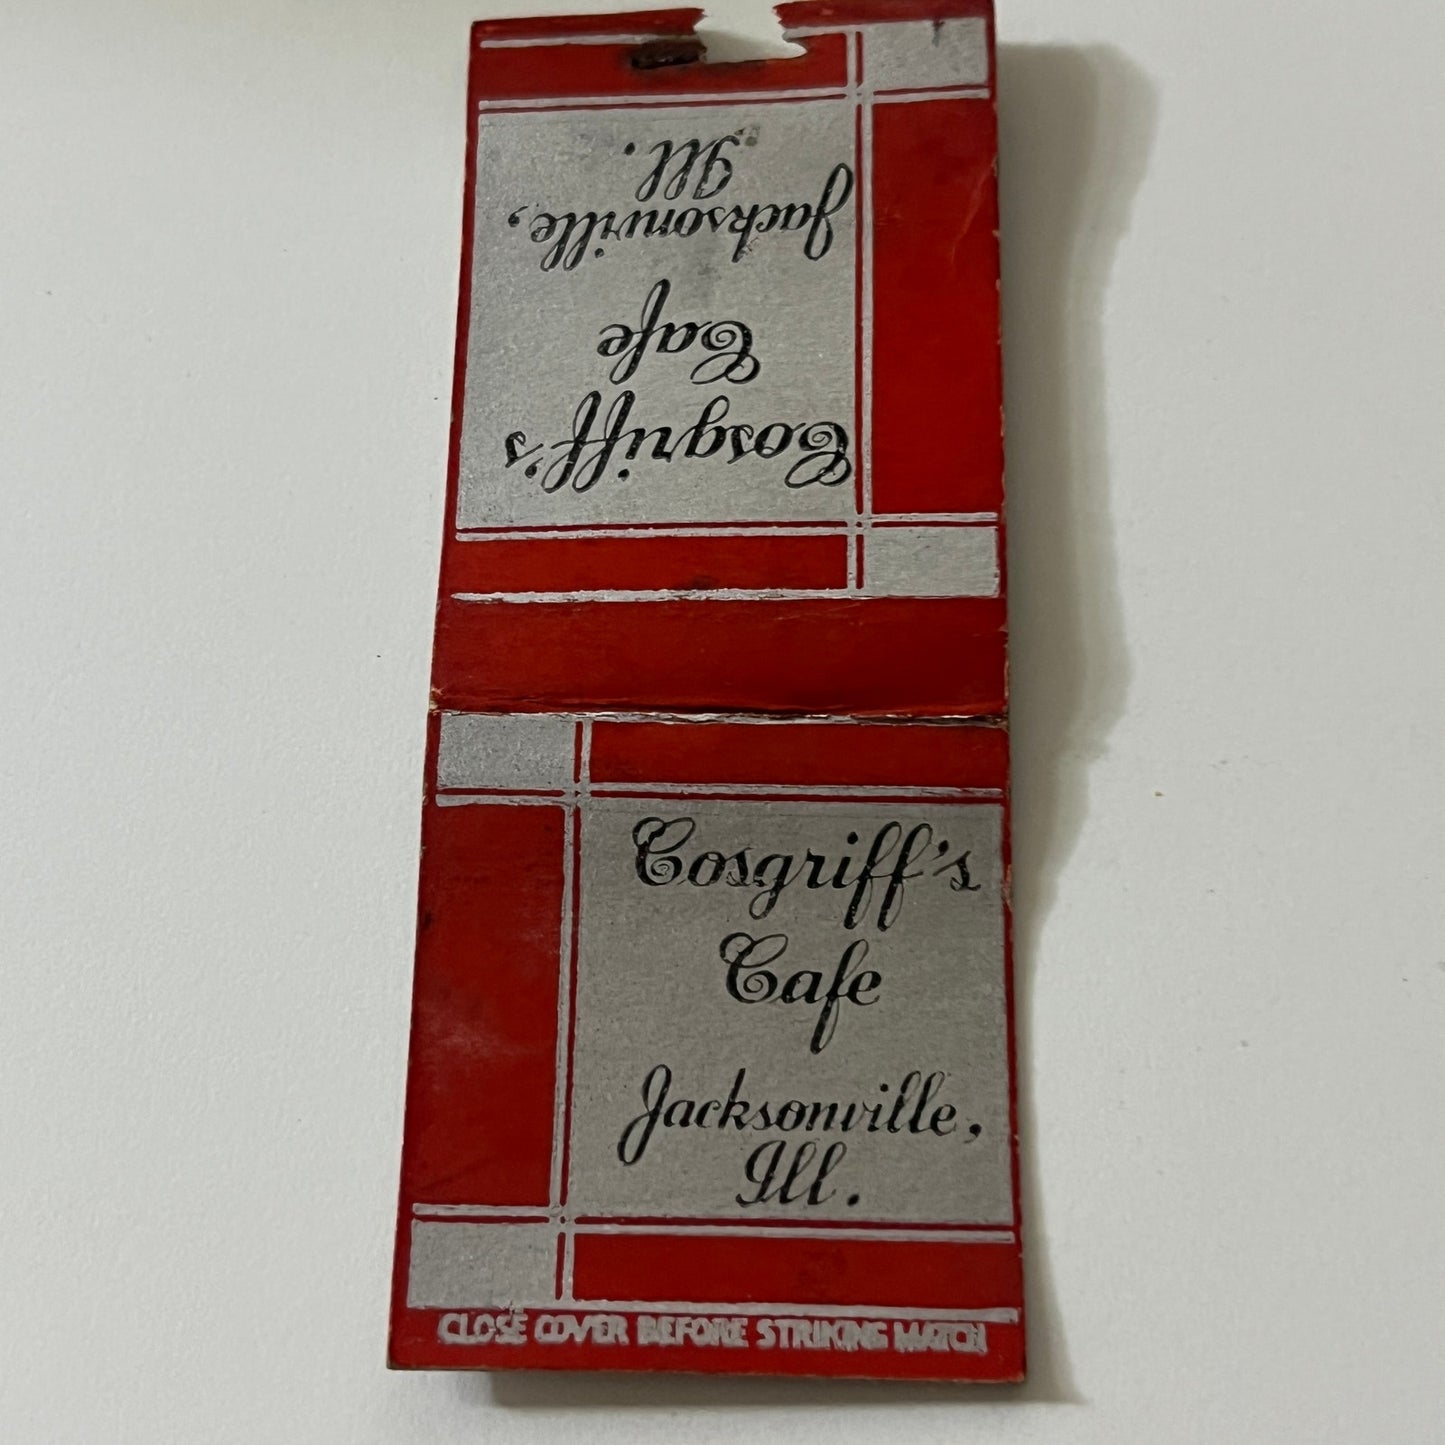 Cosgriff's
Cafe
Jacksonville,
Ill.
Cosgriff's
Cafe
Jacksonville,
Ill.
CLOSE COVER BEFORE STRIKING MATCH